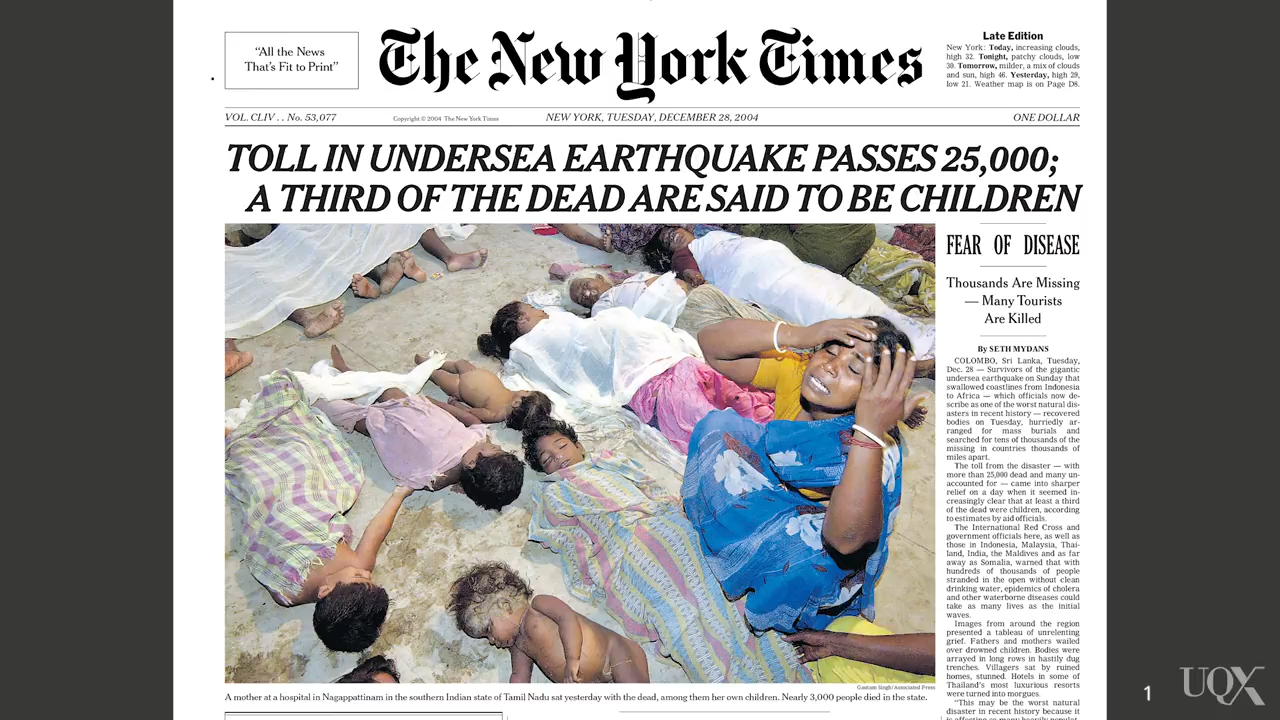 “All the News
That’s Fit to Print”
The New York Times
Late Edition
New York: Today, increasing clouds,
high 32. Tonight, patchy clouds, low
30. Tomorrow, milder, a mix of clouds
and sun, high 46. Yesterday, high 29,
low 21. Weather map is on Page D8.
VOL. CLIV . . No. 53,077
Copyright © 2004 The New York Times
NEW YORK, TUESDAY, DECEMBER 28, 2004
ONE DOLLAR
TOLL IN UNDERSEA EARTHQUAKE PASSES 25,000;
A THIRD OF THE DEAD ARE SAID TO BE CHILDREN
Gautam Singh/Associated Press
A mother at a hospital in Nagappattinam in the southern Indian state of Tamil Nadu sat yesterday with the dead, among them her own children. Nearly 3,000 people died in the state.
FEAR OF DISEASE
Thousands Are Missing
— Many Tourists
Are Killed
By SETH MYDANS
COLOMBO, Sri Lanka, Tuesday,
Dec. 28 — Survivors of the gigantic
undersea earthquake on Sunday that
swallowed coastlines from Indonesia
to Africa — which officials now de-
scribe as one of the worst natural dis-
asters in recent history — recovered
bodies on Tuesday, hurriedly ar-
ranged for mass burials and
searched for tens of thousands of the
missing in countries thousands of
miles apart.
The toll from the disaster — with
more than 25,000 dead and many un-
accounted for — came into sharper
relief on a day when it seemed in-
creasingly clear that at least a third
of the dead were children, according
to estimates by aid officials.
The International Red Cross and
government officials here, as well as
those in Indonesia, Malaysia, Thai-
land, India, the Maldives and as far
away as Somalia, warned that with
hundreds of thousands of people
stranded in the open without clean
drinking water, epidemics of cholera
and other waterborne diseases could
take as many lives as the initial
waves.
Images from around the region
presented a tableau of unrelenting
grief. Fathers and mothers wailed
over drowned children. Bodies were
arrayed in long rows in hastily dug
trenches. Villagers sat by ruined
homes, stunned. Hotels in some of
Thailand’s most luxurious resorts
were turned into morgues.
“This may be the worst natural
disaster in recent history because it
1
UQX